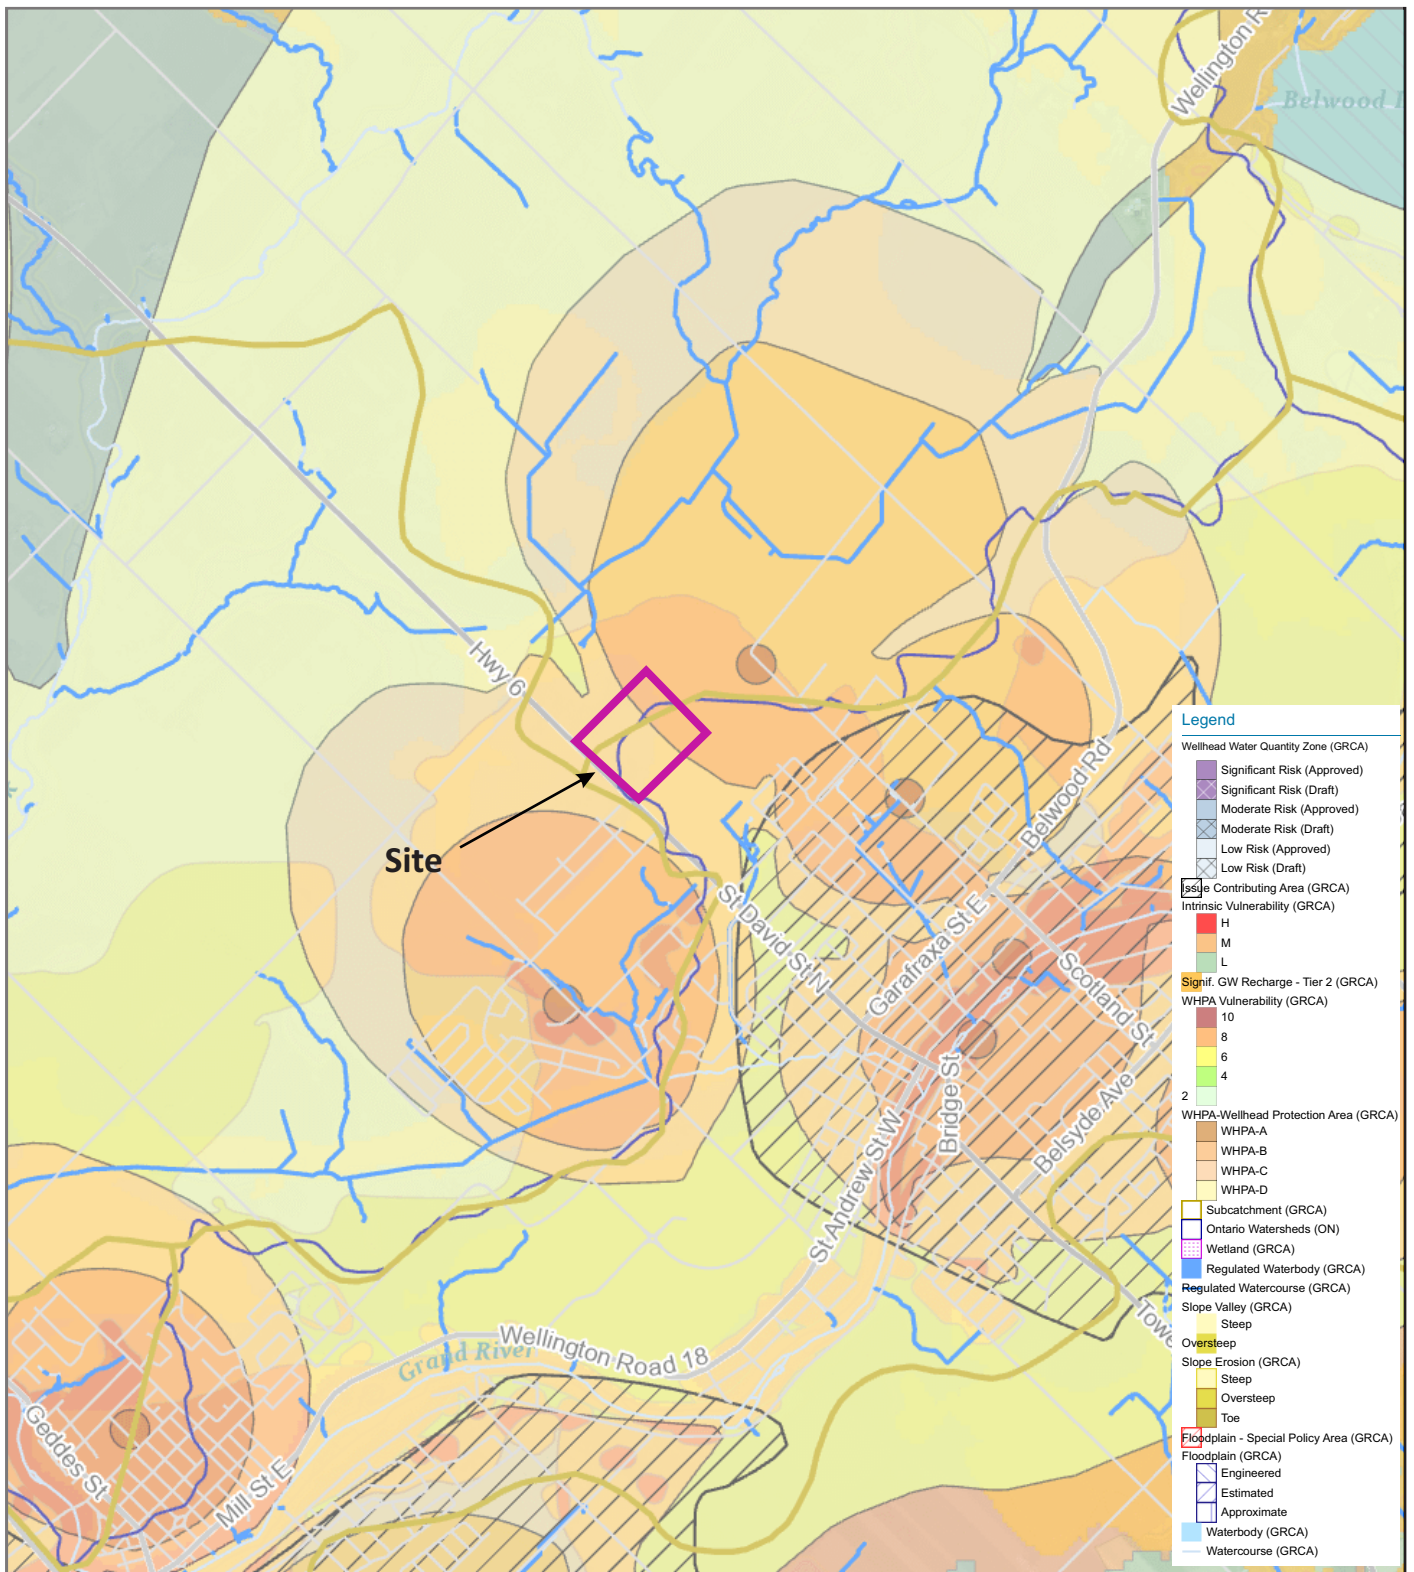 Wellington R
Belwood
Hwy 6
Site
Belwood Rd
St David St N
Garafraxa St E
Scotland St
Bridge St
Belsyde Ave
St Andrew St W
Wellington Road 18
Grand River
Towe
Geddes St
Mill St E
Legend
Wellhead Water Quantity Zone (GRCA)
Significant Risk (Approved)
Significant Risk (Draft)
Moderate Risk (Approved)
Moderate Risk (Draft)
Low Risk (Approved)
Low Risk (Draft)
Issue Contributing Area (GRCA)
Intrinsic Vulnerability (GRCA)
H
M
L
Signif. GW Recharge - Tier 2 (GRCA)
WHPA Vulnerability (GRCA)
10
8
6
4
2
WHPA-Wellhead Protection Area (GRCA)
WHPA-A
WHPA-B
WHPA-C
WHPA-D
Subcatchment (GRCA)
Ontario Watersheds (ON)
Wetland (GRCA)
Regulated Waterbody (GRCA)
Regulated Watercourse (GRCA)
Slope Valley (GRCA)
Steep
Oversteep
Slope Erosion (GRCA)
Steep
Oversteep
Toe
Floodplain - Special Policy Area (GRCA)
Floodplain (GRCA)
Engineered
Estimated
Approximate
Waterbody (GRCA)
Watercourse (GRCA)